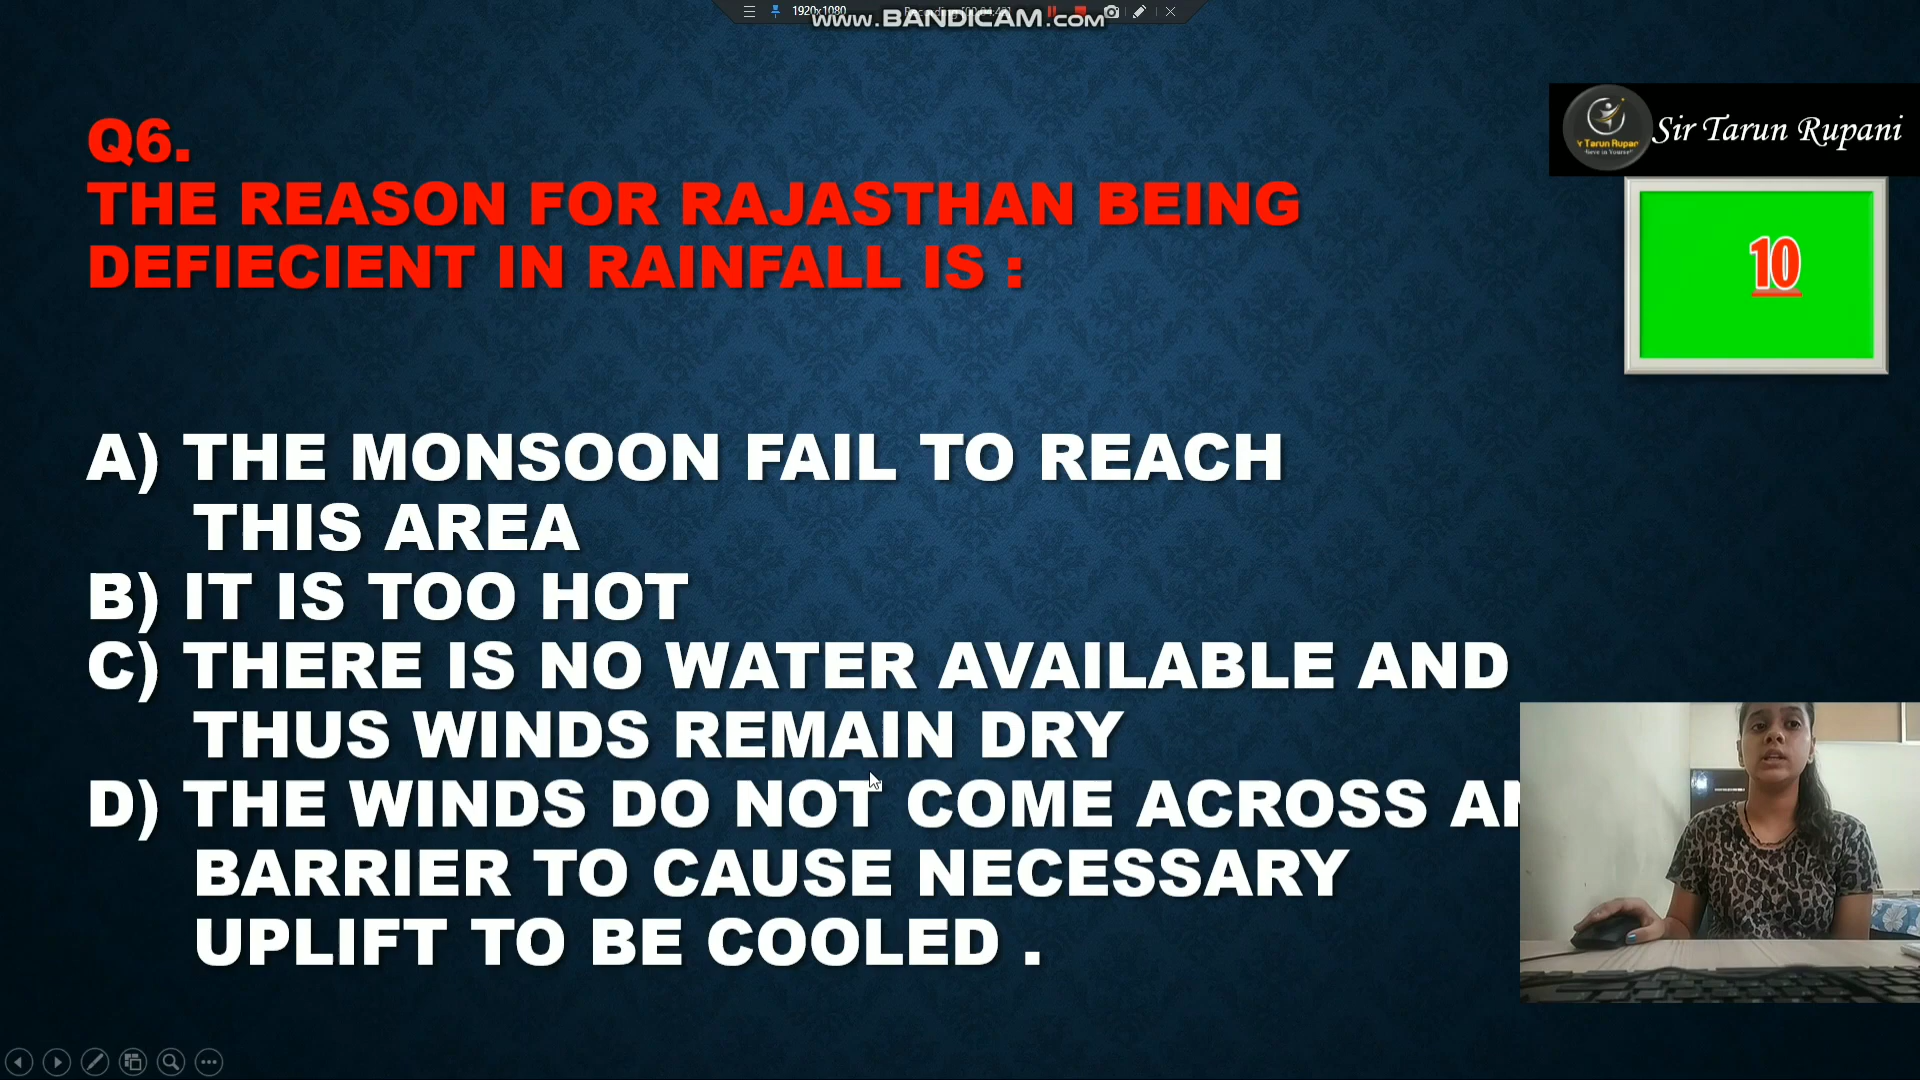 1920x1080
www.BANDICAM.com
Sir Tarun Rupani
Q6.
THE REASON FOR RAJASTHAN BEING
DEFIECIENT IN RAINFALL IS :
10
A) THE MONSOON FAIL TO REACH
THIS AREA
B) IT IS TOO HOT
C) THERE IS NO WATER AVAILABLE AND
THUS WINDS REMAIN DRY
D) THE WINDS DO NOT COME ACROSS
BARRIER TO CAUSE NECESSARY
UPLIFT TO BE COOLED .